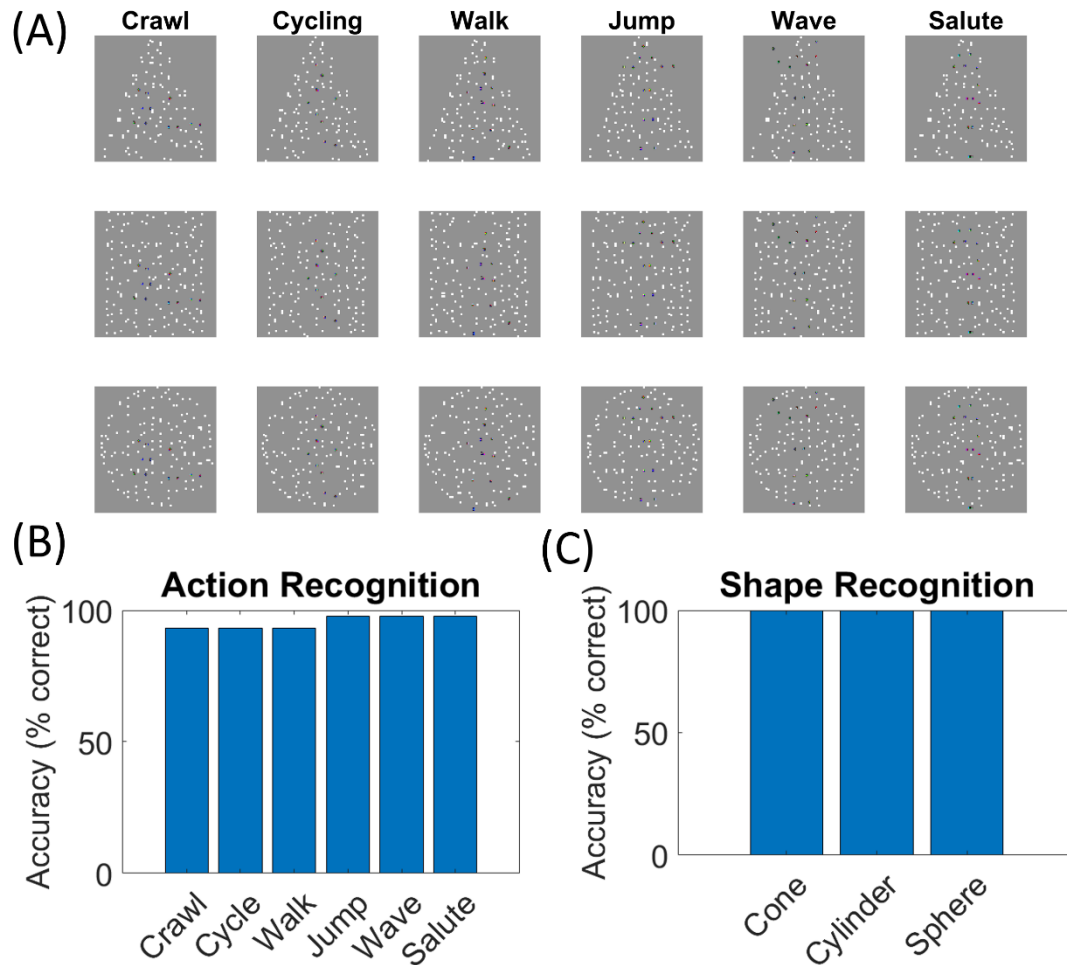 (A)
Crawl Cycling Walk Jump Wave Salute
(B)
Action Recognition
Accuracy (% correct)
100
50
0
Crawl Cycle Walk Jump Wave Salute
(C)
Shape Recognition
Accuracy (% correct)
100
50
0
Cone Cylinder Sphere